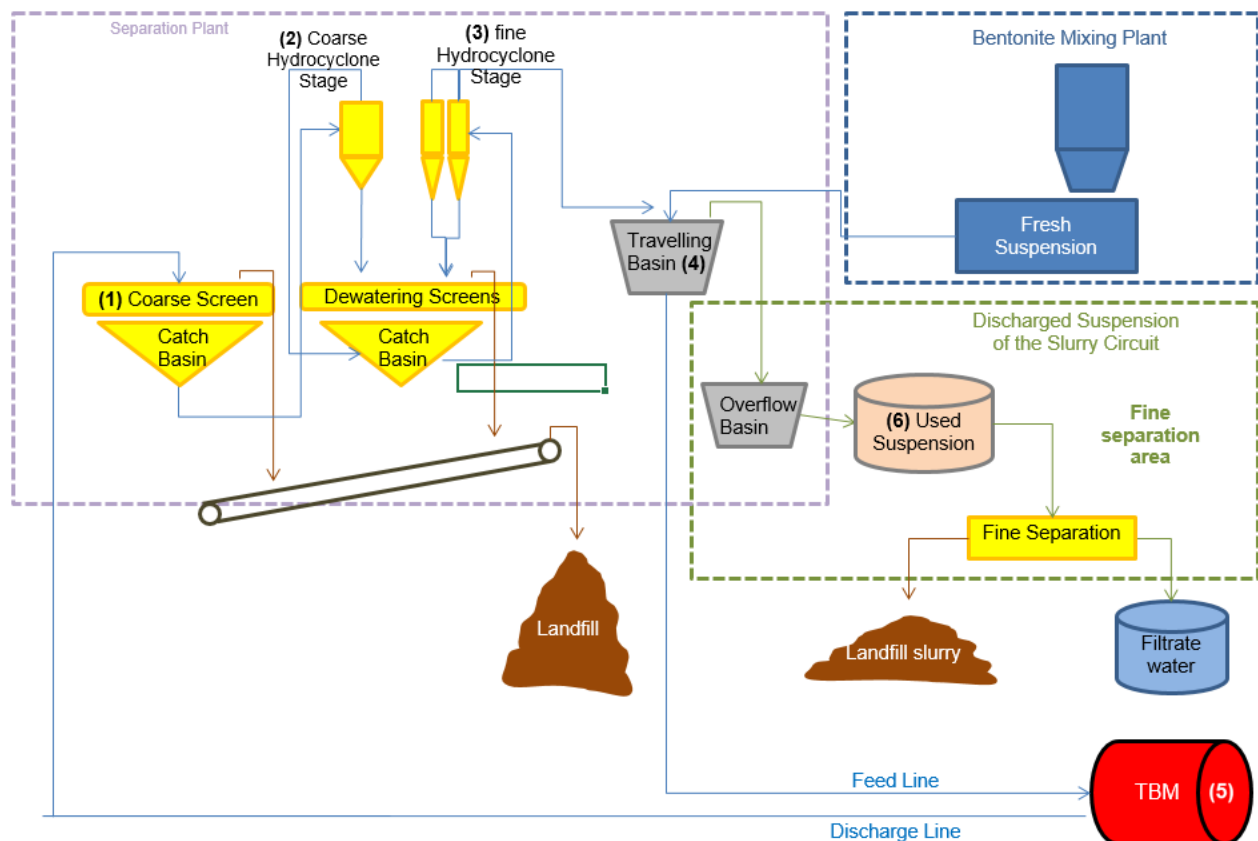 Separation Plant
(2) Coarse
Hydrocyclone
Stage
(3) fine
Hydrocyclone
Stage
Bentonite Mixing Plant
Fresh
Suspension
Travelling
Basin (4)
(1) Coarse Screen
Catch
Basin
Dewatering Screens
Catch
Basin
Discharged Suspension
of the Slurry Circuit
Overflow
Basin
(6) Used
Suspension
Fine
separation
area
Fine Separation
Landfill
Landfill slurry
Filtrate
water
Feed Line
TBM (5)
Discharge Line